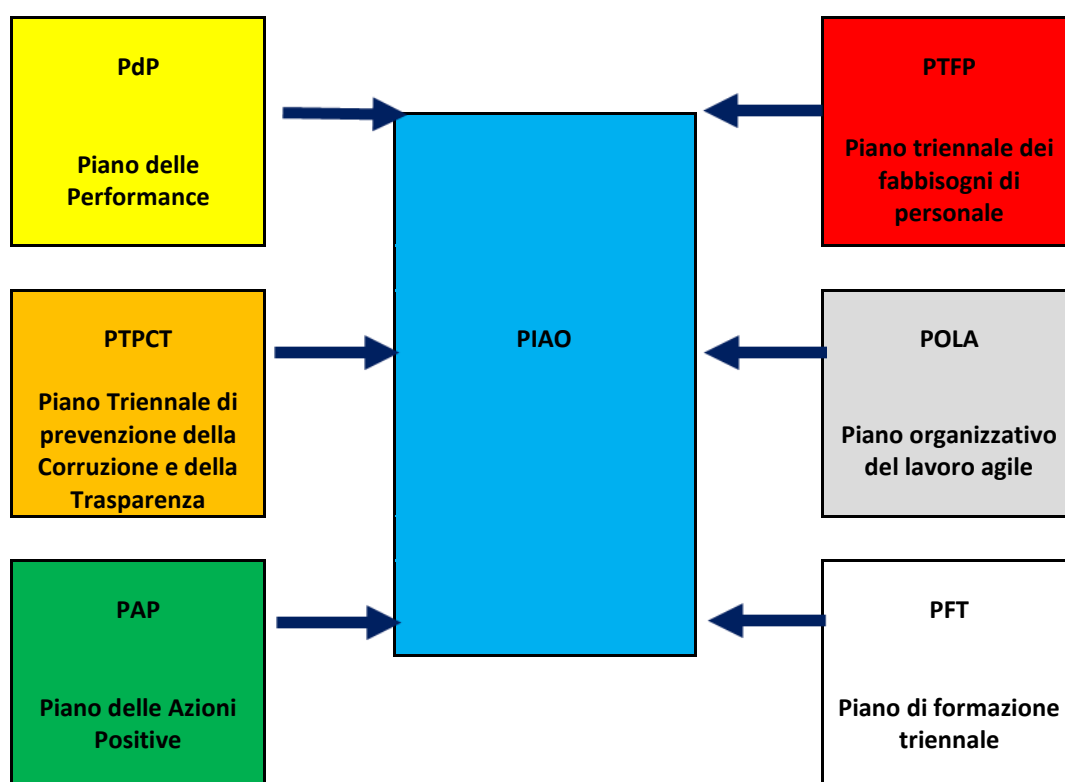 PdP
Piano delle
Performance
PTPCT
Piano Triennale di
prevenzione della
Corruzione e della
Trasparenza
PAP
Piano delle Azioni
Positive
PIAO
PTFP
Piano triennale dei
fabbisogni di
personale
POLA
Piano organizzativo
del lavoro agile
PFT
Piano di formazione
triennale